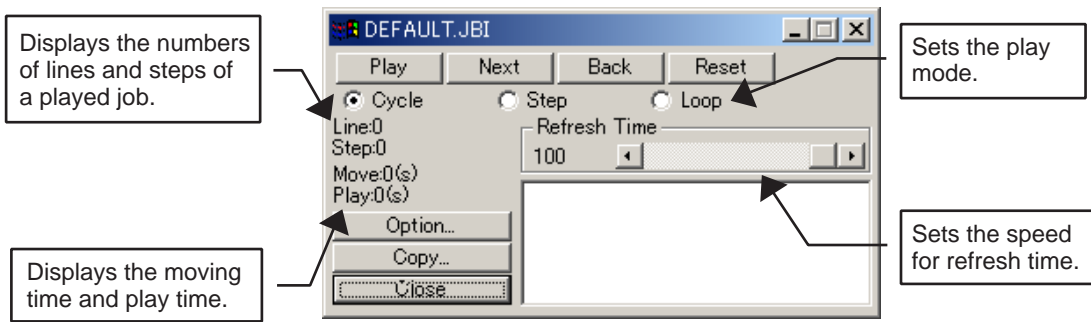 Displays the numbers
of lines and steps of
a played job.
DEFAULT.JBI
Play Next Back Reset
Cycle Step Loop
Line:0
Step:0
Move:0(s)
Play:0(s)
Refresh Time
100
Option...
Copy...
Close
Sets the play
mode.
Displays the moving
time and play time.
Sets the speed
for refresh time.